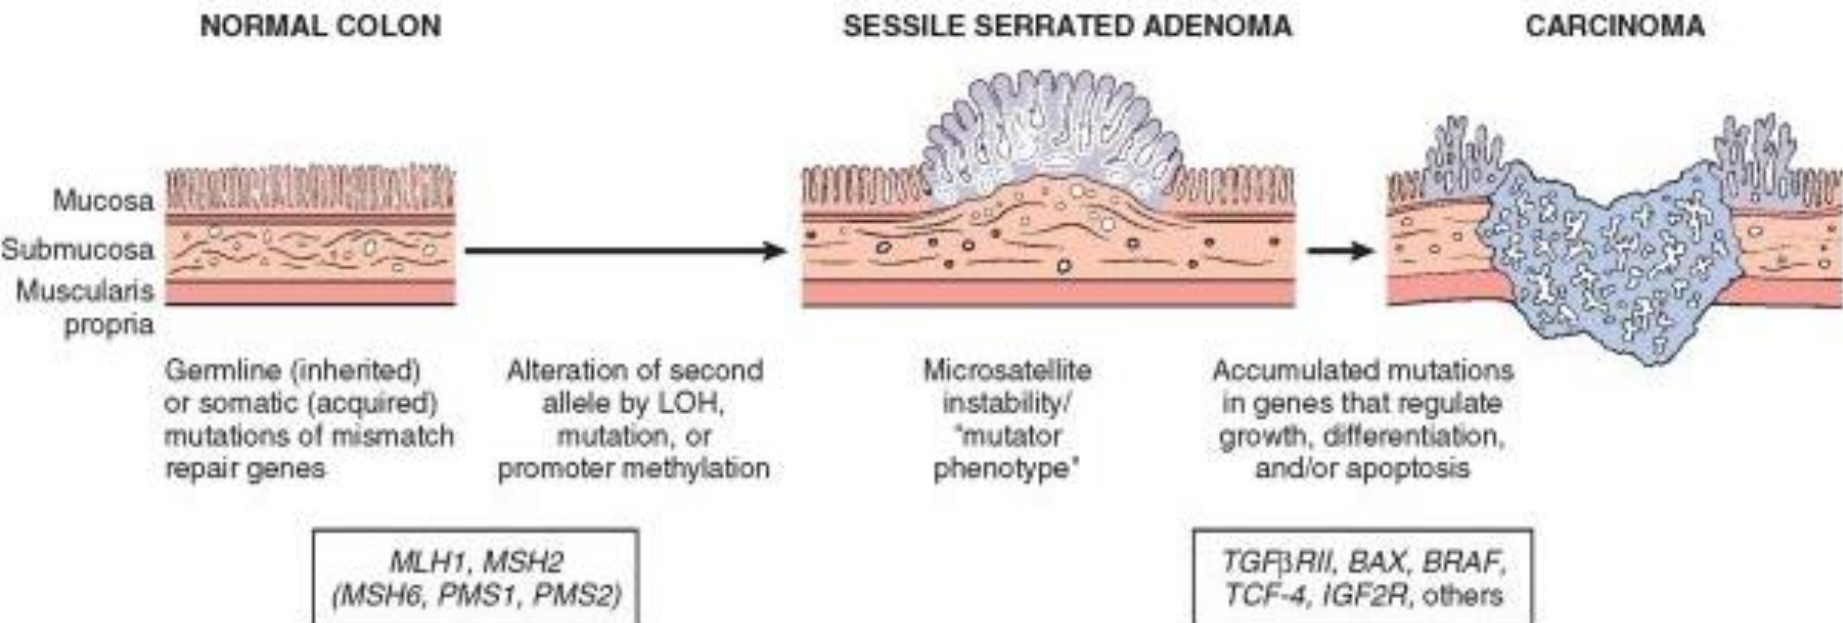 NORMAL COLON
SESSILE SERRATED ADENOMA
CARCINOMA
Mucosa
Submucosa
Muscularis
propria
Germline (inherited)
or somatic (acquired)
mutations of mismatch
repair genes
Alteration of second
allele by LOH,
mutation, or
promoter methylation
Microsatellite
instability/
"mutator
phenotype"
Accumulated mutations
in genes that regulate
growth, differentiation,
and/or apoptosis
MLH1, MSH2
(MSH6, PMS1, PMS2)
TGFβRII, BAX, BRAF,
TCF-4, IGF2R, others